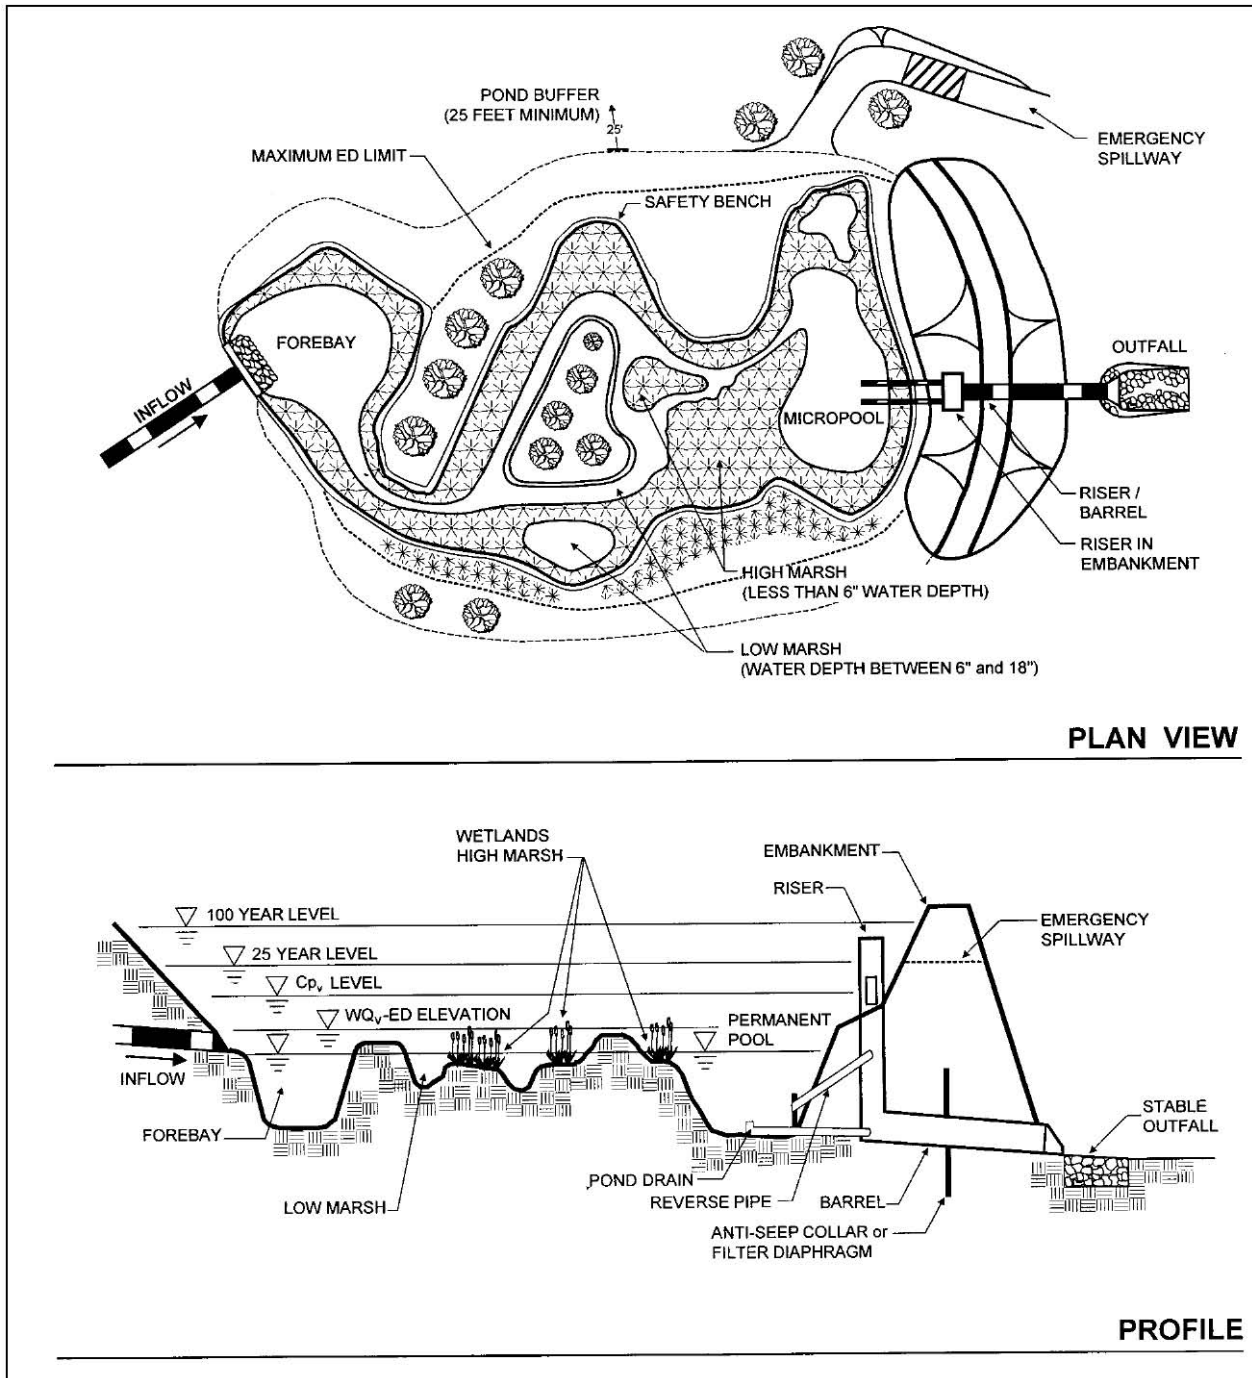 POND BUFFER
(25 FEET MINIMUM)
25'
MAXIMUM ED LIMIT
EMERGENCY
SPILLWAY
SAFETY BENCH
FOREBAY
INFLOW
OUTFALL
MICROPOOL
RISER /
BARREL
RISER IN
EMBANKMENT
HIGH MARSH
(LESS THAN 6" WATER DEPTH)
LOW MARSH
(WATER DEPTH BETWEEN 6" and 18")
PLAN VIEW
WETLANDS
HIGH MARSH
EMBANKMENT
RISER
100 YEAR LEVEL
EMERGENCY
SPILLWAY
25 YEAR LEVEL
Cpv LEVEL
WQv-ED ELEVATION
PERMANENT
POOL
INFLOW
FOREBAY
STABLE
OUTFALL
POND DRAIN
LOW MARSH
REVERSE PIPE
BARREL
ANTI-SEEP COLLAR or
FILTER DIAPHRAGM
PROFILE